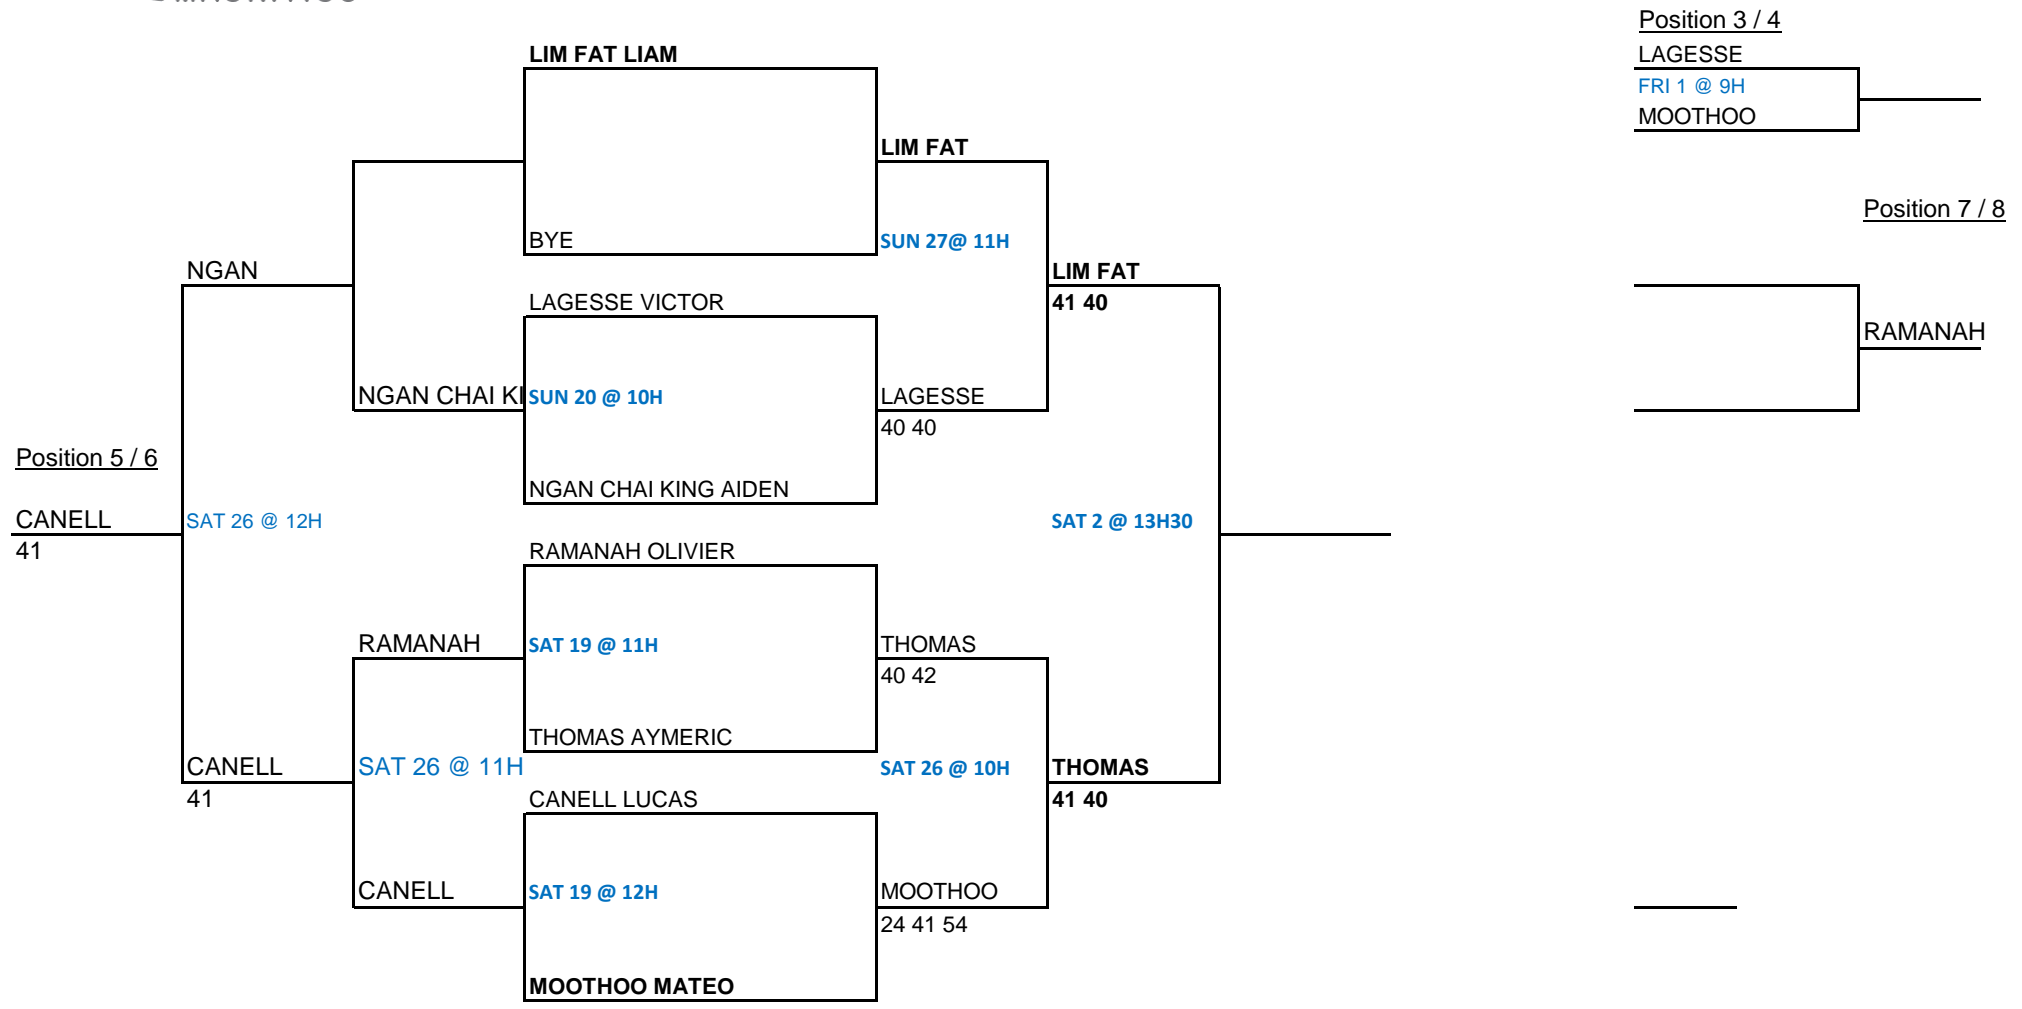 Position 3 / 4
LIM FAT LIAM
LAGESSE
FRI 1 @ 9H
MOOTHOO
LIM FAT
Position 7 / 8
BYE
SUN 27@ 11H
NGAN
LIM FAT
LAGESSE VICTOR
41 40
RAMANAH
NGAN CHAI KI
SUN 20 @ 10H
LAGESSE
40 40
Position 5 / 6
NGAN CHAI KING AIDEN
CANELL
SAT 26 @ 12H
SAT 2 @ 13H30
41
RAMANAH OLIVIER
RAMANAH
SAT 19 @ 11H
THOMAS
40 42
THOMAS AYMERIC
CANELL
SAT 26 @ 11H
SAT 26 @ 10H
THOMAS
41
CANELL LUCAS
41 40
CANELL
SAT 19 @ 12H
MOOTHOO
24 41 54
MOOTHOO MATEO